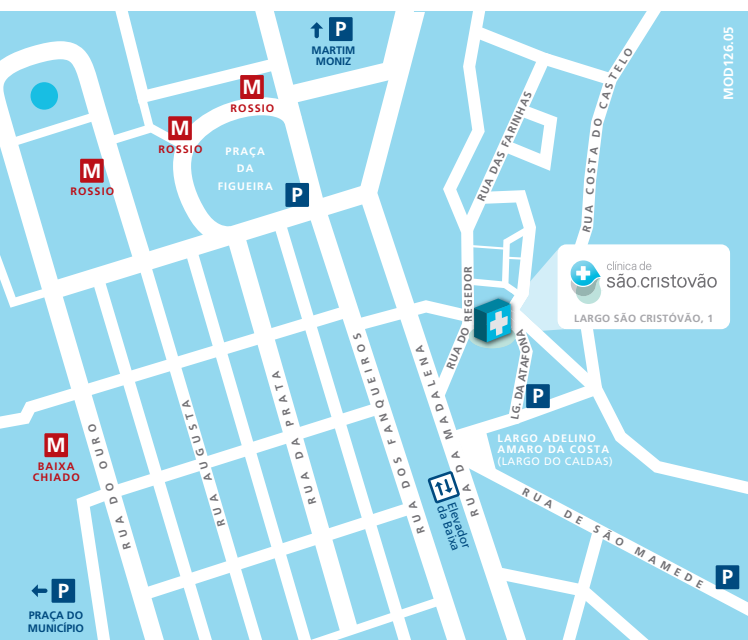 P
MARTIM
MONIZ
MOD126.05
M
ROSSIO
M
ROSSIO
M
ROSSIO
PRAÇA
DA
FIGUEIRA
P
RUA DAS FARINHAS
RUA COSTA DO CASTELO
clínica de
são.cristovão
LARGO SÃO CRISTÓVÃO, 1
RUA DO REGEDOR
LG. DA ATAFONA
P
LARGO ADELINO
AMARO DA COSTA
(LARGO DO CALDAS)
M
BAIXA
CHIADO
RUA DO OURO
RUA AUGUSTA
RUA DA PRATA
RUA DOS FANQUEIROS
RUA DA MADALENA
Elevador
da Baixa
RUA DE SÃO MAMEDE
P
P
PRAÇA DO
MUNICÍPIO